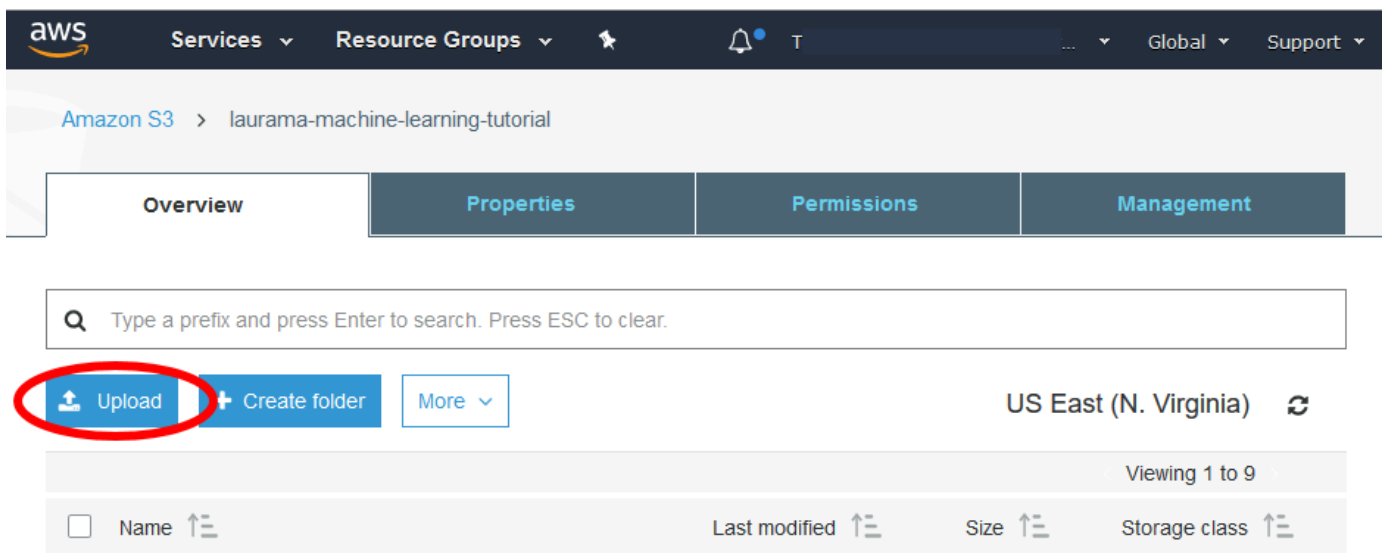 aws Services Resource Groups T ... Global Support
Amazon S3 > laurama-machine-learning-tutorial
Overview Properties Permissions Management
Type a prefix and press Enter to search. Press ESC to clear.
Upload + Create folder More US East (N. Virginia)
Viewing 1 to 9
Name Last modified Size Storage class